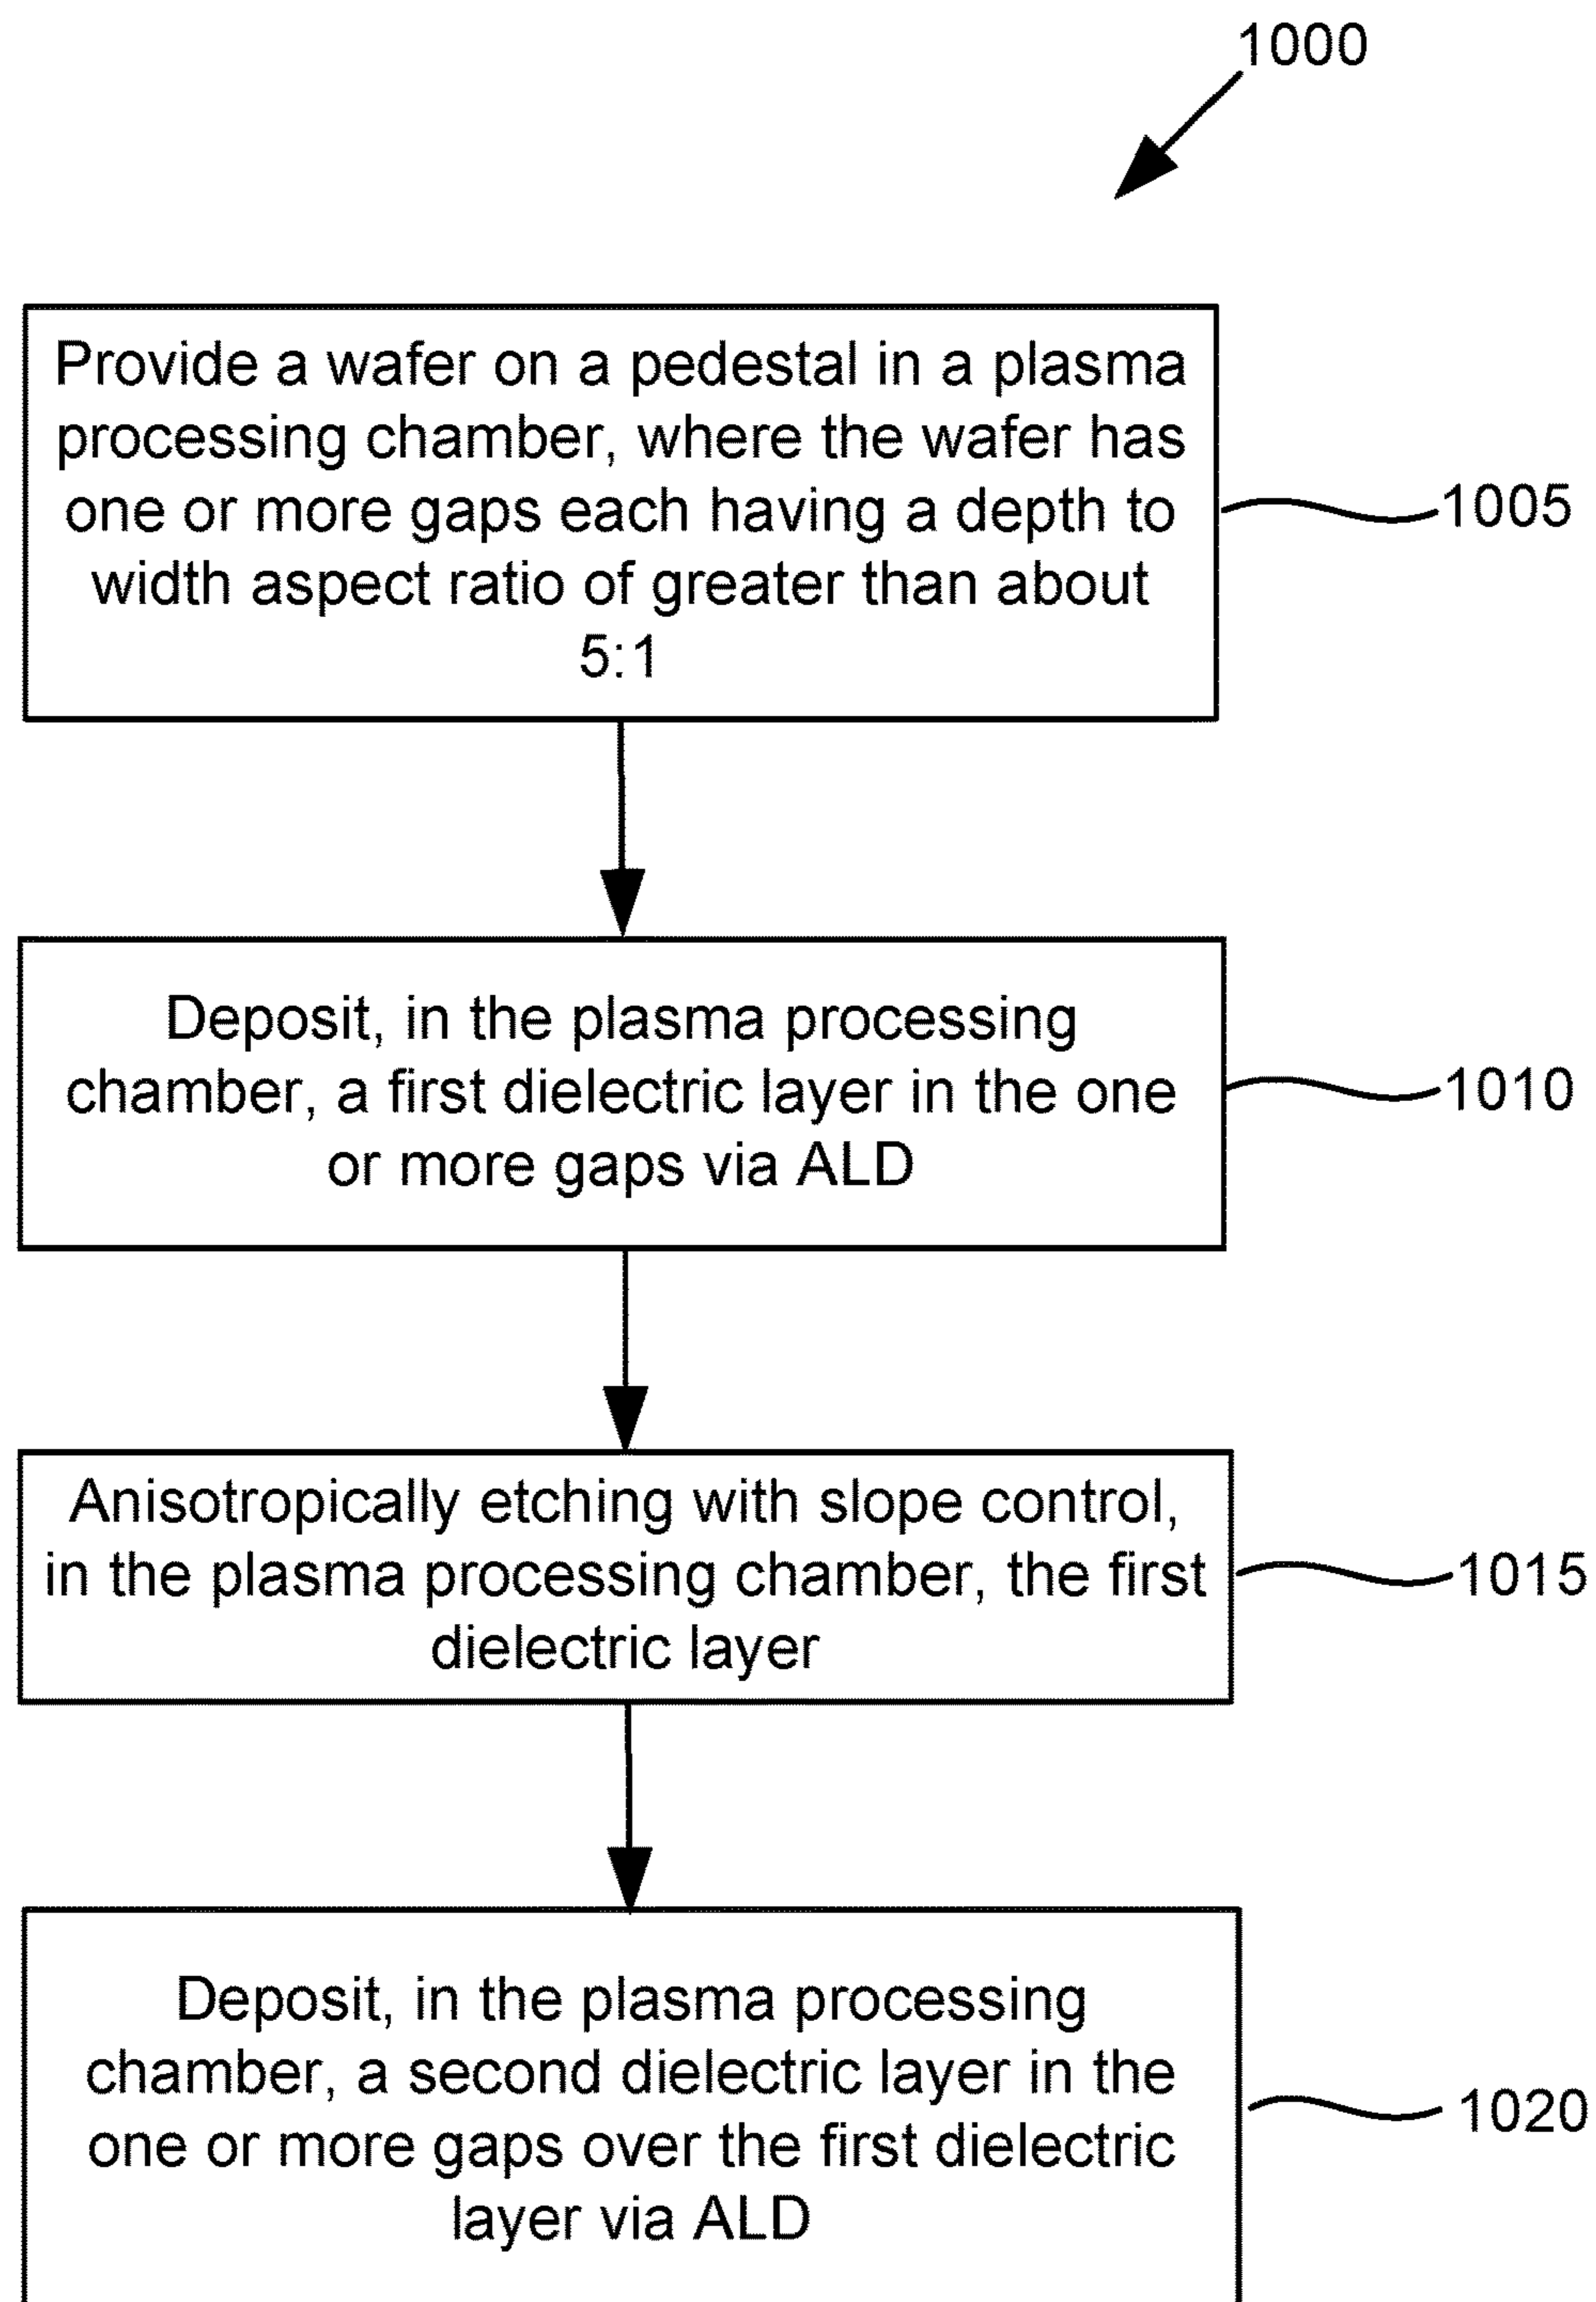 1000
Provide a wafer on a pedestal in a plasma
processing chamber, where the wafer has
one or more gaps each having a depth to
width aspect ratio of greater than about
5:1
1005
Deposit, in the plasma processing
chamber, a first dielectric layer in the one
or more gaps via ALD
1010
Anisotropically etching with slope control,
in the plasma processing chamber, the first
dielectric layer
1015
Deposit, in the plasma processing
chamber, a second dielectric layer in the
one or more gaps over the first dielectric
layer via ALD
1020